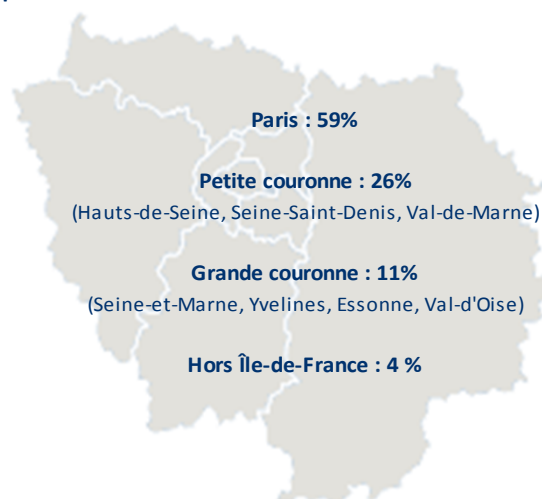 Paris : 59%
Petite couronne : 26%
(Hauts-de-Seine, Seine-Saint-Denis, Val-de-Marne)
Grande couronne : 11%
(Seine-et-Marne, Yvelines, Essonne, Val-d'Oise)
Hors Île-de-France : 4 %